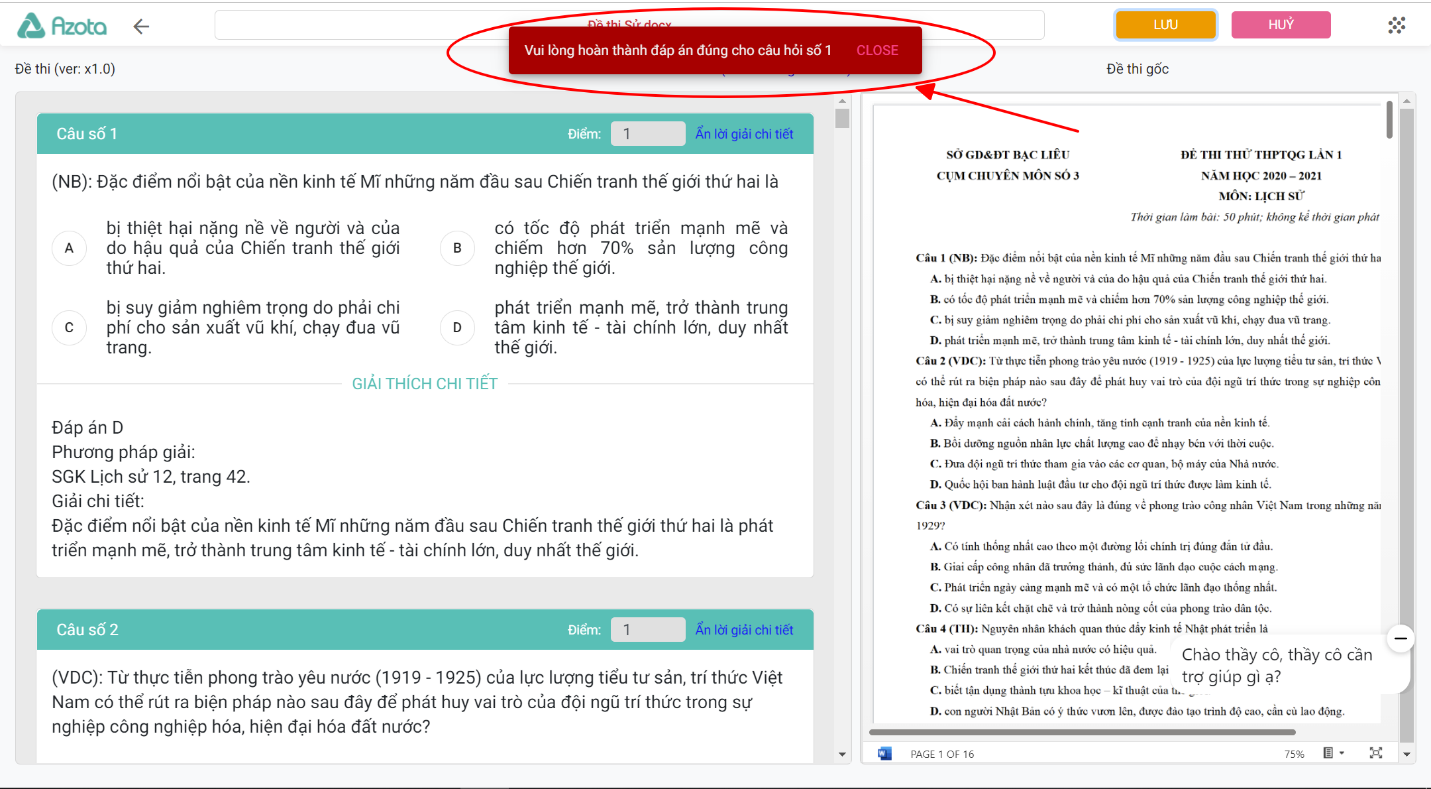 Azota
Đề thi Sử.docx
LƯU
HUỶ
Vui lòng hoàn thành đáp án đúng cho câu hỏi số 1 CLOSE
Đề thi (ver: x1.0)
Đề thi gốc
Câu số 1
Điểm: 1 Ẩn lời giải chi tiết
(NB): Đặc điểm nổi bật của nền kinh tế Mĩ những năm đầu sau Chiến tranh thế giới thứ hai là
A
bị thiệt hại nặng nề về người và của
do hậu quả của Chiến tranh thế giới
thứ hai.
B
có tốc độ phát triển mạnh mẽ và
chiếm hơn 70% sản lượng công
nghiệp thế giới.
C
bị suy giảm nghiêm trọng do phải chi
phí cho sản xuất vũ khí, chạy đua vũ
trang.
D
phát triển mạnh mẽ, trở thành trung
tâm kinh tế - tài chính lớn, duy nhất
thế giới.
GIẢI THÍCH CHI TIẾT
Đáp án D
Phương pháp giải:
SGK Lịch sử 12, trang 42.
Giải chi tiết:
Đặc điểm nổi bật của nền kinh tế Mĩ những năm đầu sau Chiến tranh thế giới thứ hai là phát
triển mạnh mẽ, trở thành trung tâm kinh tế - tài chính lớn, duy nhất thế giới.
Câu số 2
Điểm: 1 Ẩn lời giải chi tiết
(VDC): Từ thực tiễn phong trào yêu nước (1919 - 1925) của lực lượng tiểu tư sản, trí thức Việt
Nam có thể rút ra biện pháp nào sau đây để phát huy vai trò của đội ngũ trí thức trong sự
nghiệp công nghiệp hóa, hiện đại hóa đất nước?
SỞ GD&ĐT BẠC LIÊU
CỤM CHUYÊN MÔN SỐ 3
ĐỀ THI THỬ THPTQG LẦN 1
NĂM HỌC 2020 – 2021
MÔN: LỊCH SỬ
Thời gian làm bài: 50 phút; không kể thời gian phát
Câu 1 (NB): Đặc điểm nổi bật của nền kinh tế Mĩ những năm đầu sau Chiến tranh thế giới thứ ha
A. bị thiệt hại nặng nề về người và của do hậu quả của Chiến tranh thế giới thứ hai.
B. có tốc độ phát triển mạnh mẽ và chiếm hơn 70% sản lượng công nghiệp thế giới.
C. bị suy giảm nghiêm trọng do phải chi phí cho sản xuất vũ khí, chạy đua vũ trang.
D. phát triển mạnh mẽ, trở thành trung tâm kinh tế - tài chính lớn, duy nhất thế giới.
Câu 2 (VDC): Từ thực tiễn phong trào yêu nước (1919 - 1925) của lực lượng tiểu tư sản, trí thức V
có thể rút ra biện pháp nào sau đây để phát huy vai trò của đội ngũ trí thức trong sự nghiệp côn
hóa, hiện đại hóa đất nước?
A. Đẩy mạnh cải cách hành chính, tăng tính cạnh tranh của nền kinh tế.
B. Bồi dưỡng nguồn nhân lực chất lượng cao để nhạy bén với thời cuộc.
C. Đưa đội ngũ trí thức tham gia vào các cơ quan, bộ máy của Nhà nước.
D. Quốc hội ban hành luật đầu tư cho đội ngũ trí thức được làm kinh tế.
Câu 3 (VDC): Nhận xét nào sau đây là đúng về phong trào công nhân Việt Nam trong những nă
1929?
A. Có tính thống nhất cao theo một đường lối chính trị đúng đắn từ đầu.
B. Giai cấp công nhân đã trưởng thành, đủ sức lãnh đạo cuộc cách mạng.
C. Phát triển ngày càng mạnh mẽ và có một tổ chức lãnh đạo thống nhất.
D. Có sự liên kết chặt chẽ và trở thành nòng cốt của phong trào dân tộc.
Câu 4 (TH): Nguyên nhân khách quan thúc đẩy kinh tế Nhật phát triển là
A. vai trò quan trọng của nhà nước có hiệu quả.
B. Chiến tranh thế giới thứ hai kết thúc đã đem lại
C. biết tận dụng thành tựu khoa học – kĩ thuật của
D. con người Nhật Bản có ý thức vươn lên, được đào tạo trình độ cao, cần cù lao động.
Chào thầy cô, thầy cô cần
trợ giúp gì ạ?
PAGE 1 OF 16
75%